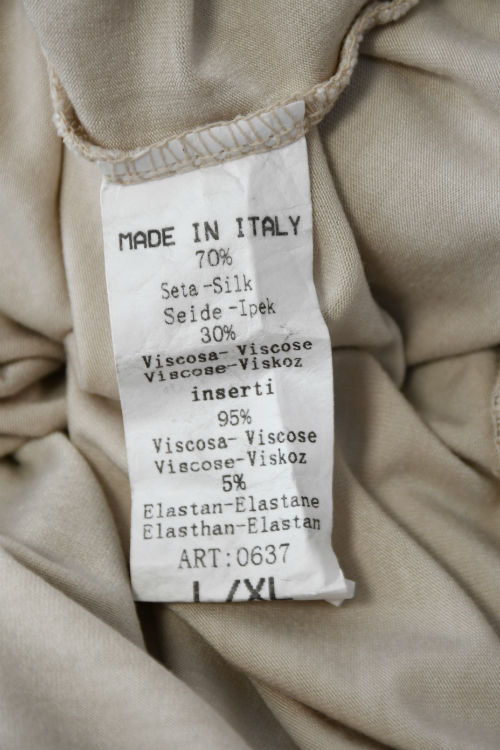 MADE IN ITALY
70%
Seta-Silk
Seide-Ipek
30%
Viscosa- Viscose
Viscose-Viskoz
inserti
95%
Viscosa- Viscose
Viscose-Viskoz
5%
Elastan-Elastane
Elasthan-Elastan
ART:0637
L/XL